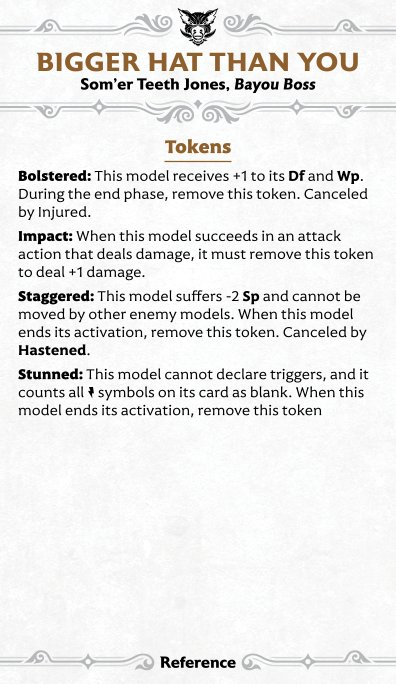 BIGGER HAT THAN YOU
Som'er Teeth Jones, Bayou Boss
Tokens
Bolstered: This model receives +1 to its Df and Wp.
During the end phase, remove this token. Canceled
by Injured.
Impact: When this model succeeds in an attack
action that deals damage, it must remove this token
to deal +1 damage.
Staggered: This model suffers -2 Sp and cannot be
moved by other enemy models. When this model
ends its activation, remove this token. Canceled by
Hastened.
Stunned: This model cannot declare triggers, and it
counts all symbols on its card as blank. When this
model ends its activation, remove this token
Reference